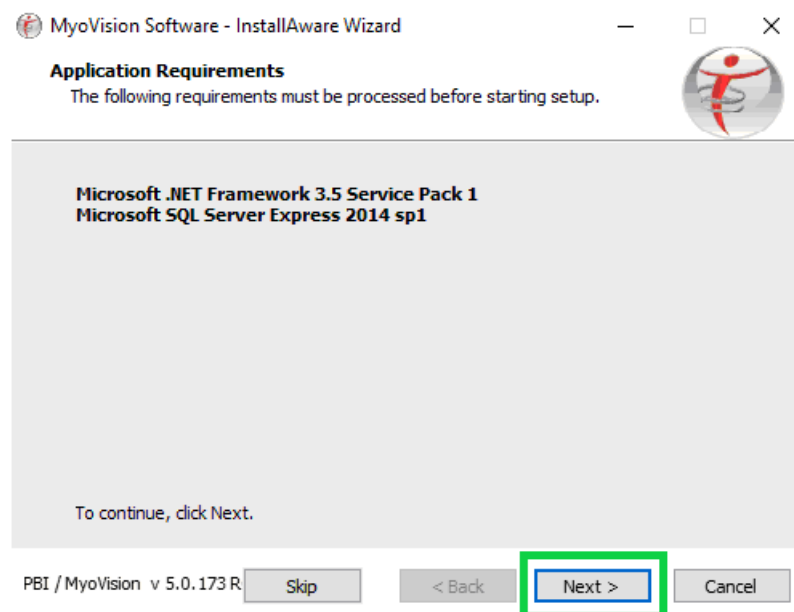 MyoVision Software - InstallAware Wizard
Application Requirements
The following requirements must be processed before starting setup.
Microsoft .NET Framework 3.5 Service Pack 1
Microsoft SQL Server Express 2014 sp1
To continue, click Next.
PBI / MyoVision v 5.0.173 R Skip < Back Next > Cancel